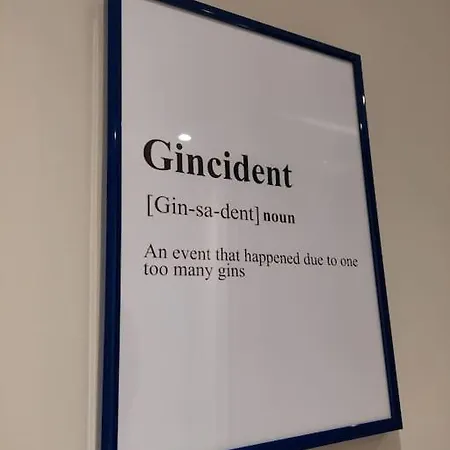 Gincident
[Gin-sa-dent] noun
An event that happened due to one
too many gins